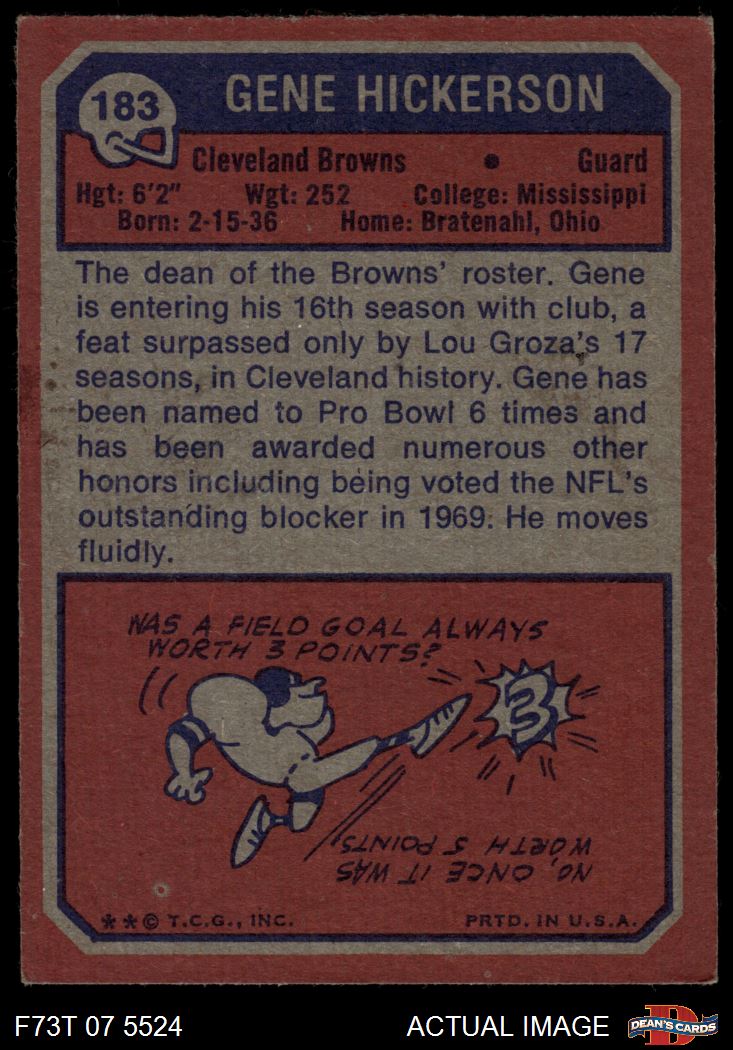 183
GENE HICKERSON
Cleveland Browns • Guard
Hgt: 6'2" Wgt: 252 College: Mississippi
Born: 2-15-36 Home: Bratenahl, Ohio
The dean of the Browns' roster. Gene
is entering his 16th season with club, a
feat surpassed only by Lou Groza's 17
seasons, in Cleveland history. Gene has
been named to Pro Bowl 6 times and
has been awarded numerous other
honors including being voted the NFL's
outstanding blocker in 1969. He moves
fluidly.
WAS A FIELD GOAL ALWAYS
WORTH 3 POINTS?
3
NO, ONCE IT WAS
WORTH 5 POINTS
**© T.C.G., INC. PRTD. IN U.S.A.
F73T 07 5524 ACTUAL IMAGE
D
DEAN'S CARDS